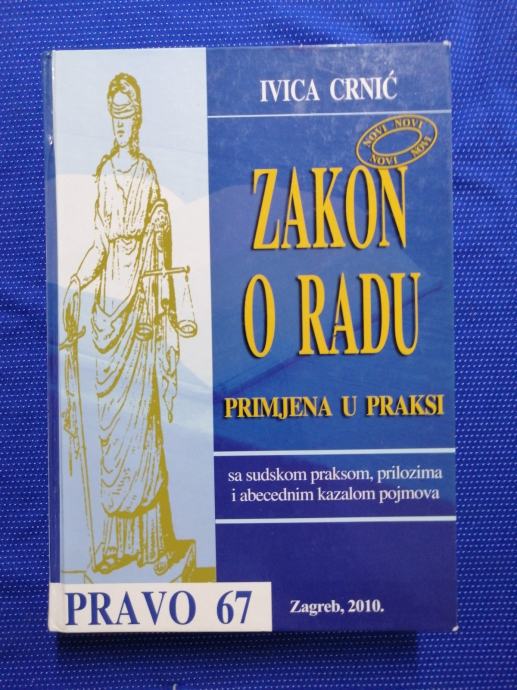 IVICA CRNIĆ
NOVI NOVI NOVI NOVI
ZAKON
O RADU
PRIMJENA U PRAKSI
sa sudskom praksom, prilozima
i abecednim kazalom pojmova
PRAVO 67
Zagreb, 2010.